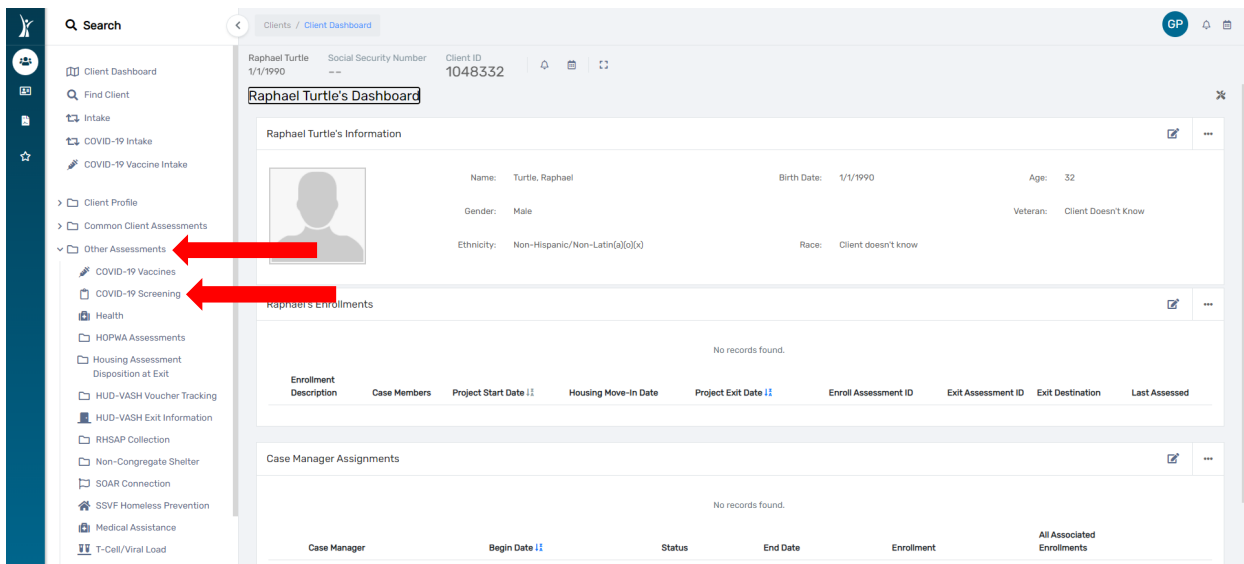 Search
Clients / Client Dashboard
GP
Client Dashboard
Find Client
Intake
COVID-19 Intake
COVID-19 Vaccine Intake
Client Profile
Common Client Assessments
Other Assessments
COVID-19 Vaccines
COVID-19 Screening
Health
HOPWA Assessments
Housing Assessment
Disposition at Exit
HUD-VASH Voucher Tracking
HUD-VASH Exit Information
RHSAP Collection
Non-Congregate Shelter
SOAR Connection
SSVF Homeless Prevention
Medical Assistance
T-Cell/Viral Load
Raphael Turtle Social Security Number Client ID
1/1/1990 -- 1048332
Raphael Turtle's Dashboard
Raphael Turtle's Information
Name: Turtle, Raphael Birth Date: 1/1/1990 Age: 32
Gender: Male Veteran: Client Doesn't Know
Ethnicity: Non-Hispanic/Non-Latin(a)(o)(x) Race: Client doesn't know
Raphael's Enrollments
No records found.
Enrollment
Description Case Members Project Start Date Housing Move-In Date Project Exit Date Enroll Assessment ID Exit Assessment ID Exit Destination Last Assessed
Case Manager Assignments
No records found.
All Associated
Case Manager Begin Date Status End Date Enrollment Enrollments